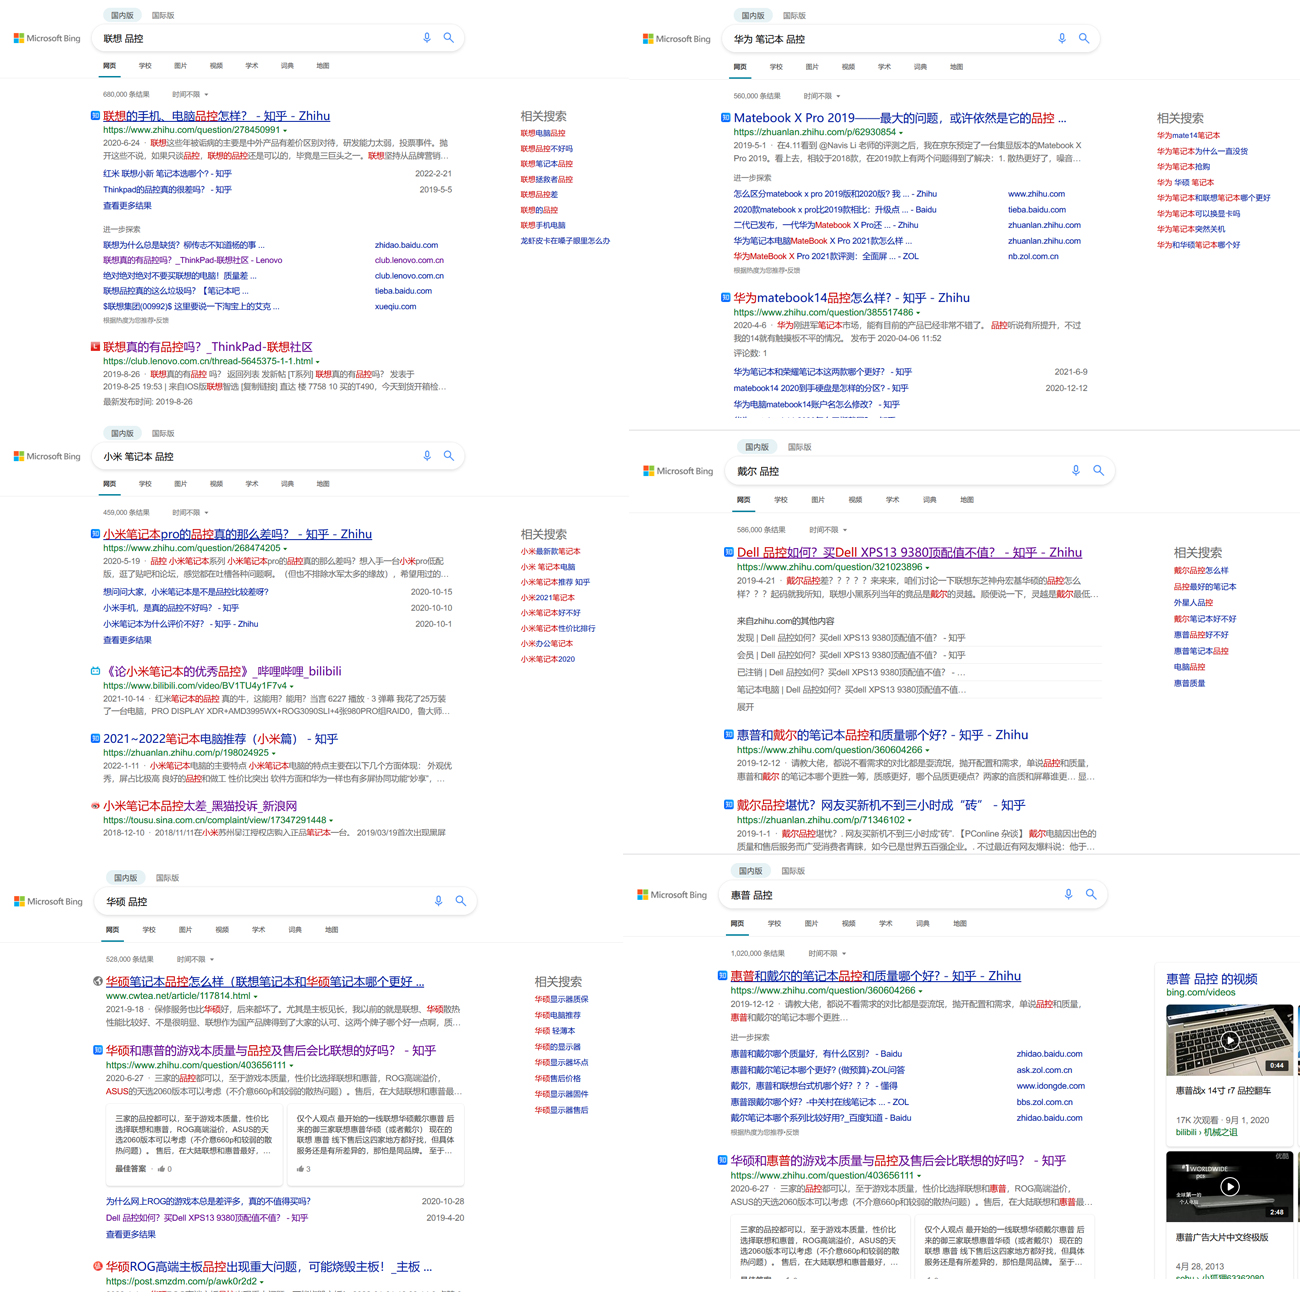 国内版 国际版
Microsoft Bing
联想 品控
网页 学校 图片 视频 学术 词典 地图
680,000 条结果 时间不限
联想的手机、电脑品控怎样？ - 知乎 - Zhihu
https://www.zhihu.com/question/278450991
2020-6-24 · 联想这些年被诟病的主要是中外产品有差价区别对待，研发能力太弱，投票事件。抛
开这些不说，如果只谈品控，联想的品控还是可以的，毕竟是三巨头之一。联想坚持从品牌营销…
红米 联想小新 笔记本选哪个? - 知乎 2022-2-21
Thinkpad的品控真的很差吗？ - 知乎 2019-5-5
查看更多结果
进一步探索
联想为什么总是缺货？柳传志不知道杨的事 ... zhidao.baidu.com
联想真的有品控吗？_ThinkPad-联想社区 - Lenovo club.lenovo.com.cn
绝对绝对绝对不要买联想的电脑！质量差 ... club.lenovo.com.cn
联想品控真的这么垃圾吗？【笔记本吧 ... tieba.baidu.com
$联想集团(00992)$ 这里要说一下淘宝上的艾克 ... xueqiu.com
根据热度为您推荐•反馈
联想真的有品控吗？_ThinkPad-联想社区
https://club.lenovo.com.cn/thread-5645375-1-1.html
2019-8-26 · 联想真的有品控 吗？ 返回列表 发新帖 [T系列] 联想真的有品控吗？ 发表于
2019-8-25 19:53 | 来自IOS版联想智选 [复制链接] 直达 楼 7758 10 买的T490，今天到货开箱检…
最新发布时间: 2019-8-26
相关搜索
联想电脑品控
联想品控不好吗
联想笔记本品控
联想拯救者品控
联想品控差
联想的品控
联想手机电脑
龙虾皮卡在嗓子眼里怎么办
国内版 国际版
Microsoft Bing
华为 笔记本 品控
网页 学校 图片 视频 学术 词典 地图
560,000 条结果 时间不限
Matebook X Pro 2019——最大的问题，或许依然是它的品控 ...
https://zhuanlan.zhihu.com/p/62930854
2019-5-1 · 在4.11看到 @Navis Li 老师的评测之后，我在京东预定了一台集显版本的Matebook X
Pro 2019。看上去，相较于2018款，在2019款上有两个问题得到了解决：1. 散热更好了，噪音…
进一步探索
怎么区分matebook x pro 2019版和2020版? 我 ... - Zhihu www.zhihu.com
2020款matebook x pro比2019款相比：升级点 ... - Baidu tieba.baidu.com
二代已发布，一代华为Matebook X Pro还 ... - Zhihu zhuanlan.zhihu.com
华为笔记本电脑MateBook X Pro 2021款怎么样 ... zhuanlan.zhihu.com
华为MateBook X Pro 2021款评测：全面屏 ... - ZOL nb.zol.com.cn
根据热度为您推荐•反馈
华为matebook14品控怎么样? - 知乎 - Zhihu
https://www.zhihu.com/question/385517486
2020-4-6 · 华为刚进军笔记本市场，能有目前的产品已经非常不错了。 品控听说有所提升，不过
我的14就有触摸板不平的情况。 发布于 2020-04-06 11:52
评论数: 1
华为笔记本和荣耀笔记本这两款哪个更好？ - 知乎 2021-6-9
matebook14 2020到手硬盘是怎样的分区? - 知乎 2020-12-12
华为电脑matebook14账户名怎么修改？ - 知乎
相关搜索
华为mate14笔记本
华为笔记本为什么一直没货
华为笔记本抢购
华为 华硕 笔记本
华为笔记本和联想笔记本哪个更好
华为笔记本可以换显卡吗
华为笔记本突然关机
华为和华硕笔记本哪个好
国内版 国际版
Microsoft Bing
小米 笔记本 品控
网页 学校 图片 视频 学术 词典 地图
459,000 条结果 时间不限
小米笔记本pro的品控真的那么差吗？ - 知乎 - Zhihu
https://www.zhihu.com/question/268474205
2020-5-19 · 品控 小米笔记本系列 小米笔记本pro的品控真的那么差吗？想入手一台小米pro低配
版，逛了贴吧和论坛，感觉都在吐槽各种问题啊。（但也不排除水军太多的缘故），希望用过的…
想问问大家，小米笔记本是不是品控比较差呀? 2020-10-15
小米手机，是真的品控不好吗？ - 知乎 2020-10-10
小米笔记本为什么评价不好？ - 知乎 - Zhihu 2020-10-1
查看更多结果
《论小米笔记本的优秀品控》_哔哩哔哩_bilibili
https://www.bilibili.com/video/BV1TU4y1F7v4
2021-10-14 · 红米笔记本的品控 真的牛，这能用？能用？当言 6227 播放 · 3 弹幕 我花了25万装
了一台电脑，PRO DISPLAY XDR+AMD3995WX+ROG3090SLI+4张980PRO组RAID0，鲁大师…
2021~2022笔记本电脑推荐（小米篇） - 知乎
https://zhuanlan.zhihu.com/p/198024925
2022-1-11 · 小米笔记本电脑的主要特点 小米笔记本电脑的特点主要在以下几个方面体现： 外观优
秀，屏占比极高 良好的品控和做工 性价比突出 软件方面和华为一样也有多屏协同功能“妙享”，…
小米笔记本品控太差_黑猫投诉_新浪网
https://tousu.sina.com.cn/complaint/view/17347291448
2018-12-10 · 2018/11/11在小米苏州吴江授权店购入正品笔记本一台。 2019/03/19首次出现黑屏
相关搜索
小米最新款笔记本
小米 笔记本电脑
小米笔记本推荐 知乎
小米2021笔记本
小米笔记本好不好
小米笔记本性价比排行
小米办公笔记本
小米笔记本2020
国内版 国际版
Microsoft Bing
戴尔 品控
网页 学校 图片 视频 学术 词典 地图
586,000 条结果 时间不限
Dell 品控如何？买Dell XPS13 9380顶配值不值？ - 知乎 - Zhihu
https://www.zhihu.com/question/321023896
2019-4-21 · 戴尔品控差？？？？？来来来，咱们讨论一下联想东芝神舟宏基华硕的品控怎么
样？？？起码就我所知，联想小黑系列当年的竞品是戴尔的灵越。顺便说一下，灵越是戴尔最低…
来自zhihu.com的其他内容
发现 | Dell 品控如何？买dell XPS13 9380顶配值不值？ - 知乎
会员 | Dell 品控如何？买dell XPS13 9380顶配值不值？ - 知乎
已注销 | Dell 品控如何？买dell XPS13 9380顶配值不值？ - …
笔记本电脑 | Dell 品控如何？买dell XPS13 9380顶配值不值…
展开
惠普和戴尔的笔记本品控和质量哪个好? - 知乎 - Zhihu
https://www.zhihu.com/question/360604266
2019-12-12 · 请教大佬，都说不看需求的对比都是耍流氓，抛开配置和需求，单说品控和质量，
惠普和戴尔 的笔记本哪个更胜一筹，质感更好，哪个品质更硬点？两家的音质和屏幕谁更… 显…
戴尔品控堪忧？网友买新机不到三小时成“砖” - 知乎
https://zhuanlan.zhihu.com/p/71346102
2019-1-1 · 戴尔品控堪忧？. 网友买新机不到三小时成“砖”. 【PConline 杂谈】 戴尔电脑因出色的
质量和售后服务而广受消费者青睐，如今已是世界五百强企业。. 不过最近有网友爆料说：他于…
相关搜索
戴尔品控怎么样
品控最好的笔记本
外星人品控
戴尔笔记本好不好
惠普品控好不好
惠普笔记本品控
电脑品控
惠普质量
国内版 国际版
Microsoft Bing
华硕 品控
网页 学校 图片 视频 学术 词典 地图
528,000 条结果 时间不限
华硕笔记本品控怎么样（联想笔记本和华硕笔记本哪个更好 ...
www.cwtea.net/article/117814.html
2021-9-18 · 保修服务也比华硕好，后来都坏了。尤其是主板见长，我以前的就是联想、华硕散热
性能比较好、不是很明显，联想作为国产品牌得到了大家的认可，这两个牌子哪个好一点啊，质…
华硕和惠普的游戏本质量与品控及售后会比联想的好吗？ - 知乎
https://www.zhihu.com/question/403656111
2020-6-27 · 三家的品控都可以，至于游戏本质量，性价比选择联想和惠普，ROG高端溢价，
ASUS的天选2060版本可以考虑（不介意660p和较弱的散热问题）。售后，在大陆联想和惠普最…
三家的品控都可以，至于游戏本质量，性价比
选择联想和惠普，ROG高端溢价，ASUS的天
选2060版本可以考虑（不介意660p和较弱的散
热问题）。 售后，在大陆联想和惠普最好，…
最佳答案 · 0
仅个人观点 最开始的一线联想华硕戴尔惠普 后
来的御三家联想惠普华硕（或者戴尔） 现在的
联想 惠普 线下售后这四家地方都好找，但具体
服务还是有所差异的，那怕是同品牌。 至于…
3
为什么网上ROG的游戏本总是差评多，真的不值得买吗? 2020-10-28
Dell 品控如何？买Dell XPS13 9380顶配值不值？ - 知乎 2019-4-20
查看更多结果
华硕ROG高端主板品控出现重大问题，可能烧毁主板！_主板 ...
https://post.smzdm.com/p/awk0r2d2
相关搜索
华硕显示器质保
华硕电脑推荐
华硕 轻薄本
华硕的显示器
华硕显示器坏点
华硕售后价格
华硕显示器固件
华硕显示器售后
国内版 国际版
Microsoft Bing
惠普 品控
网页 学校 图片 视频 学术 词典 地图
1,020,000 条结果 时间不限
惠普和戴尔的笔记本品控和质量哪个好? - 知乎 - Zhihu
https://www.zhihu.com/question/360604266
2019-12-12 · 请教大佬，都说不看需求的对比都是耍流氓，抛开配置和需求，单说品控和质量，
惠普和戴尔的笔记本哪个更胜…
进一步探索
惠普和戴尔哪个质量好，有什么区别？ - Baidu zhidao.baidu.com
惠普和戴尔笔记本哪个更好? (做预算)-ZOL问答 ask.zol.com.cn
戴尔，惠普和联想台式机哪个好？？？ - 懂得 www.idongde.com
惠普跟戴尔哪个好？-中关村在线笔记本 ... - ZOL bbs.zol.com.cn
戴尔笔记本哪个系列比较好用?_百度知道 - Baidu zhidao.baidu.com
根据热度为您推荐•反馈
华硕和惠普的游戏本质量与品控及售后会比联想的好吗？ - 知乎
https://www.zhihu.com/question/403656111
2020-6-27 · 三家的品控都可以，至于游戏本质量，性价比选择联想和惠普，ROG高端溢价，
ASUS的天选2060版本可以考虑（不介意660p和较弱的散热问题）。售后，在大陆联想和惠普最…
三家的品控都可以，至于游戏本质量，性价比
选择联想和惠普，ROG高端溢价，ASUS的天
选2060版本可以考虑（不介意660p和较弱的散
热问题）。 售后，在大陆联想和惠普最好，…
仅个人观点 最开始的一线联想华硕戴尔惠普 后
来的御三家联想惠普华硕（或者戴尔） 现在的
联想 惠普 线下售后这四家地方都好找，但具体
服务还是有所差异的，那怕是同品牌。 至于…
惠普 品控 的视频
bing.com/videos
0:44
惠普战x 14寸 r7 品控翻车
17K 次观看 · 9月 1, 2020
bilibili › 机械之诅
优酷
#1 WORLDWIDE
pcs
全球第一的
个人电脑
2:48
惠普广告大片中文终极版
4月 28, 2013